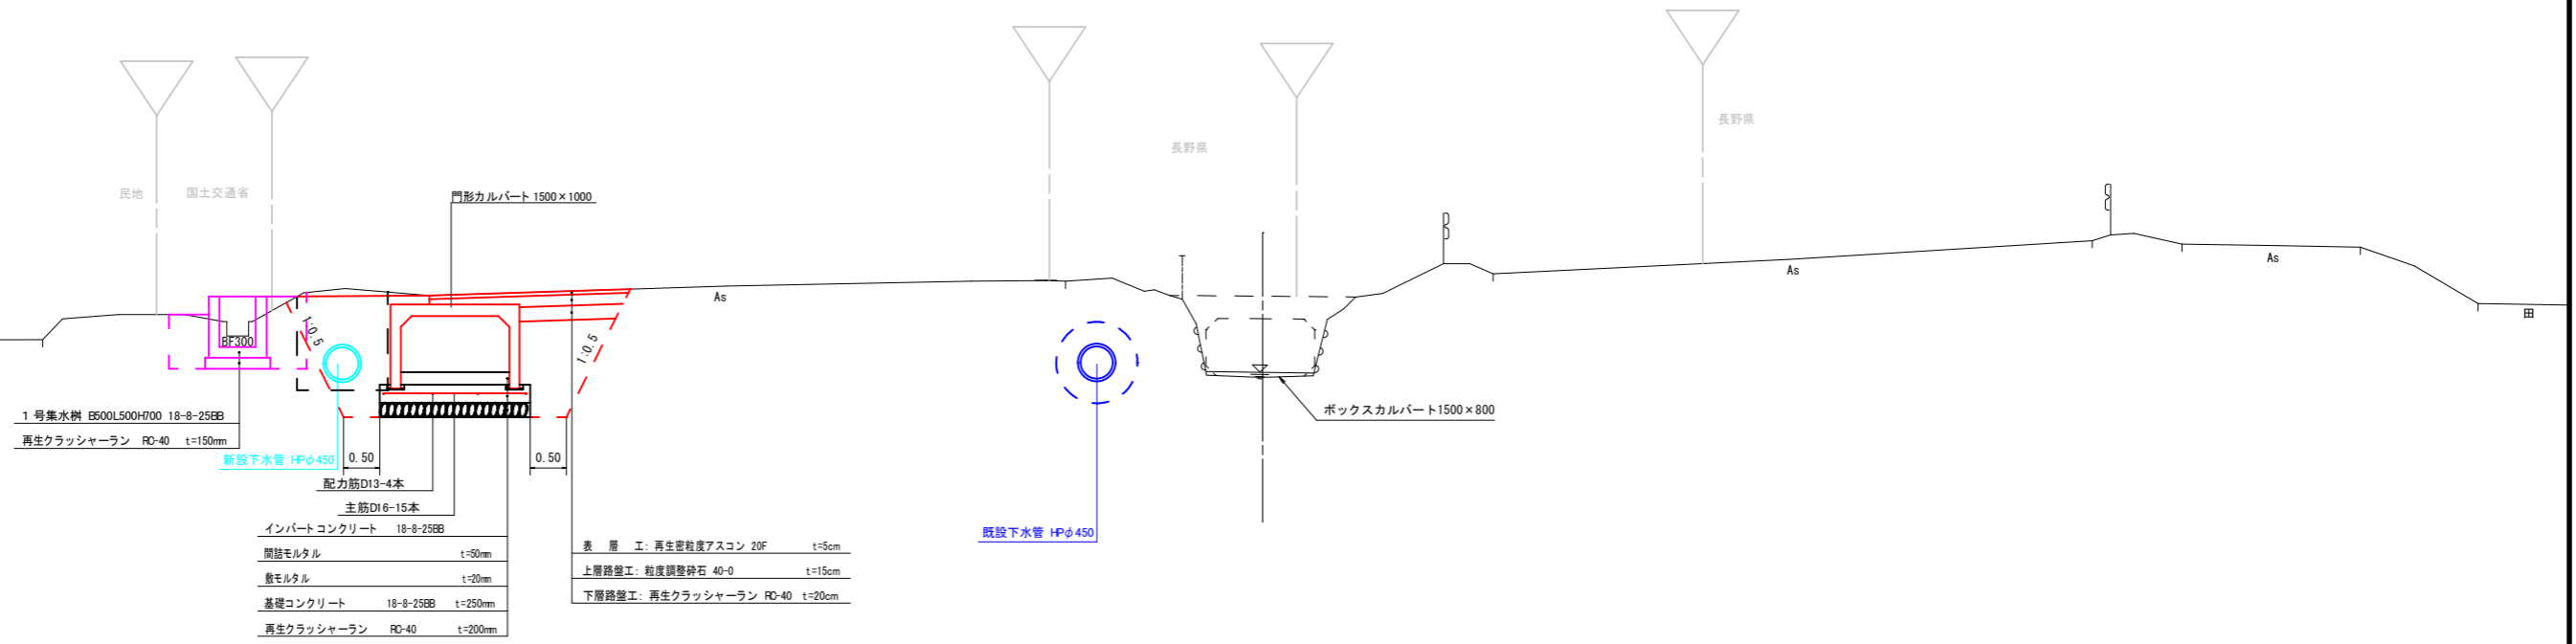 長野県
長野県
民地
国土交通省
門形カルバート 1500×1000
As
As
As
田
1:0.5
1:0.5
BF300
1号集水桝 B500L500H700 18-8-25BB
再生クラッシャーラン RC-40 t=150mm
新設下水管 HPφ450
0.50
0.50
配力筋D13-4本
主筋D16-15本
インバートコンクリート 18-8-25BB
間詰モルタル t=50mm
敷モルタル t=20mm
基礎コンクリート 18-8-25BB t=250mm
再生クラッシャーラン RC-40 t=200mm
表 層 工: 再生密粒度アスコン 20F t=5cm
上層路盤工: 粒度調整砕石 40-0 t=15cm
下層路盤工: 再生クラッシャーラン RC-40 t=20cm
既設下水管 HPφ450
ボックスカルバート1500×800